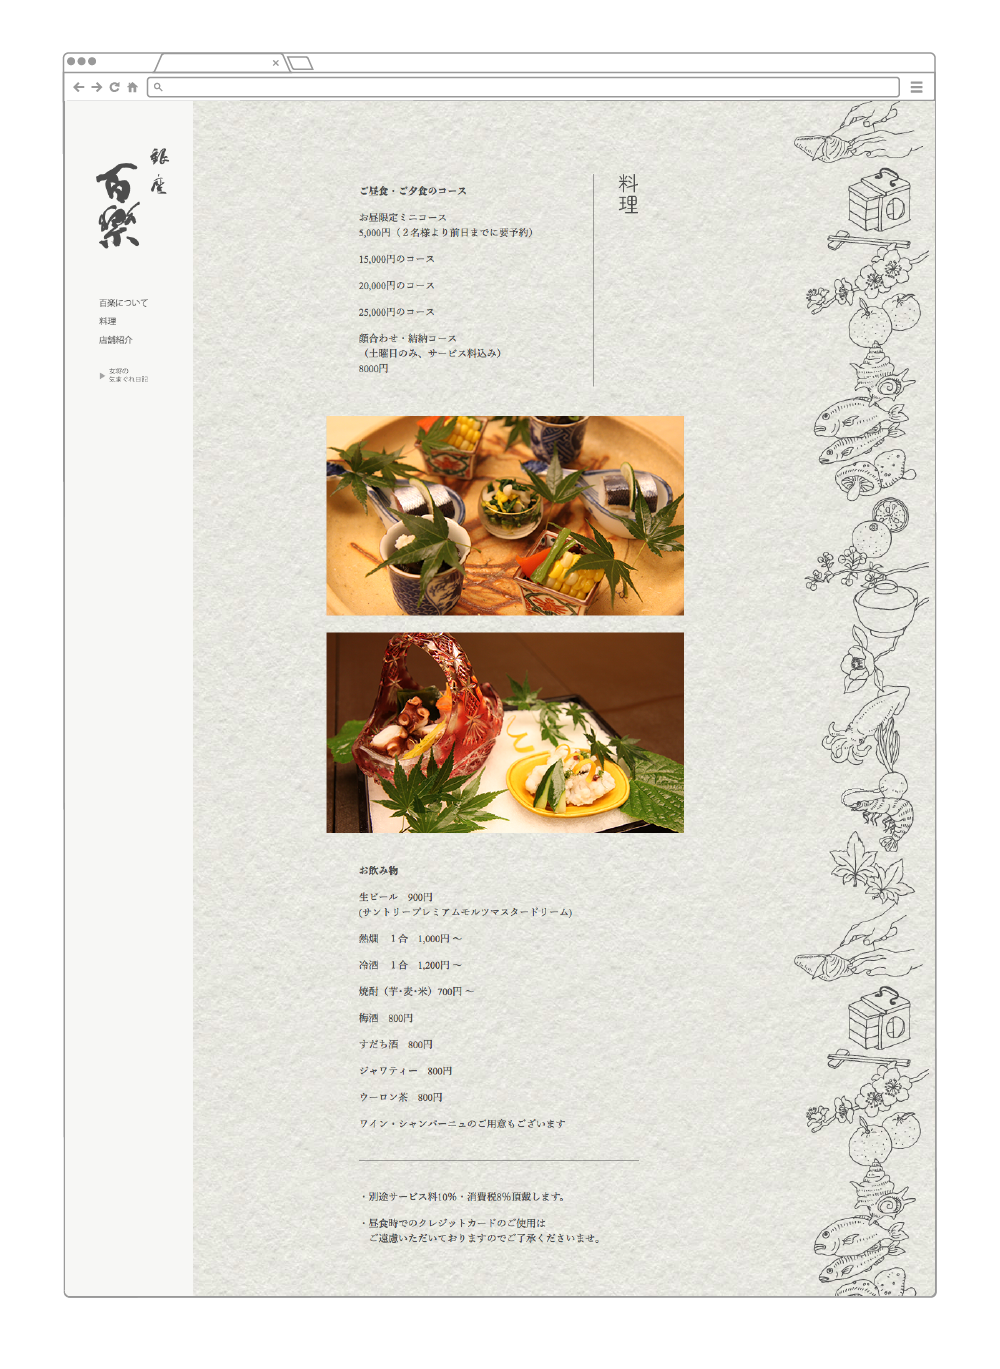 銀座
百樂
百楽について
料理
店舗紹介
女将の
気まぐれ日記
料理
ご昼食・ご夕食のコース
お昼限定ミニコース
5,000円（２名様より前日までに要予約）
15,000円のコース
20,000円のコース
25,000円のコース
顔合わせ・結納コース
（土曜日のみ、サービス料込み）
8000円
お飲み物
生ビール　900円
(サントリープレミアムモルツマスタードリーム)
熱燗　１合　1,000円 〜
冷酒　１合　1,200円 〜
焼酎（芋･麦･米）700円 〜
梅酒　800円
すだち酒　800円
ジャワティー　800円
ウーロン茶　800円
ワイン・シャンパーニュのご用意もございます
・別途サービス料10％・消費税8％頂戴します。
・昼食時でのクレジットカードのご使用は
ご遠慮いただいておりますのでご了承くださいませ。